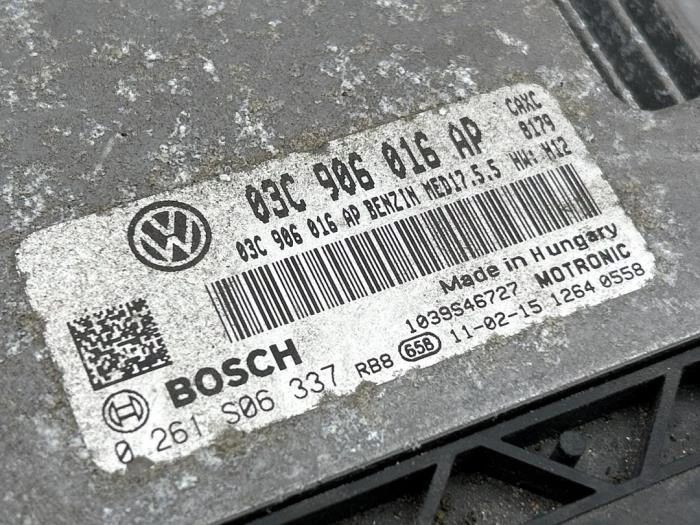 03C 906 016 AP
CAXC
8179
03C 906 016 AP BENZIN MED17.5.5 HW: H12
Made in Hungary
1039S46727 MOTRONIC
BOSCH
0 261 S06 337 RB8 658 11-02-15 1264 0558